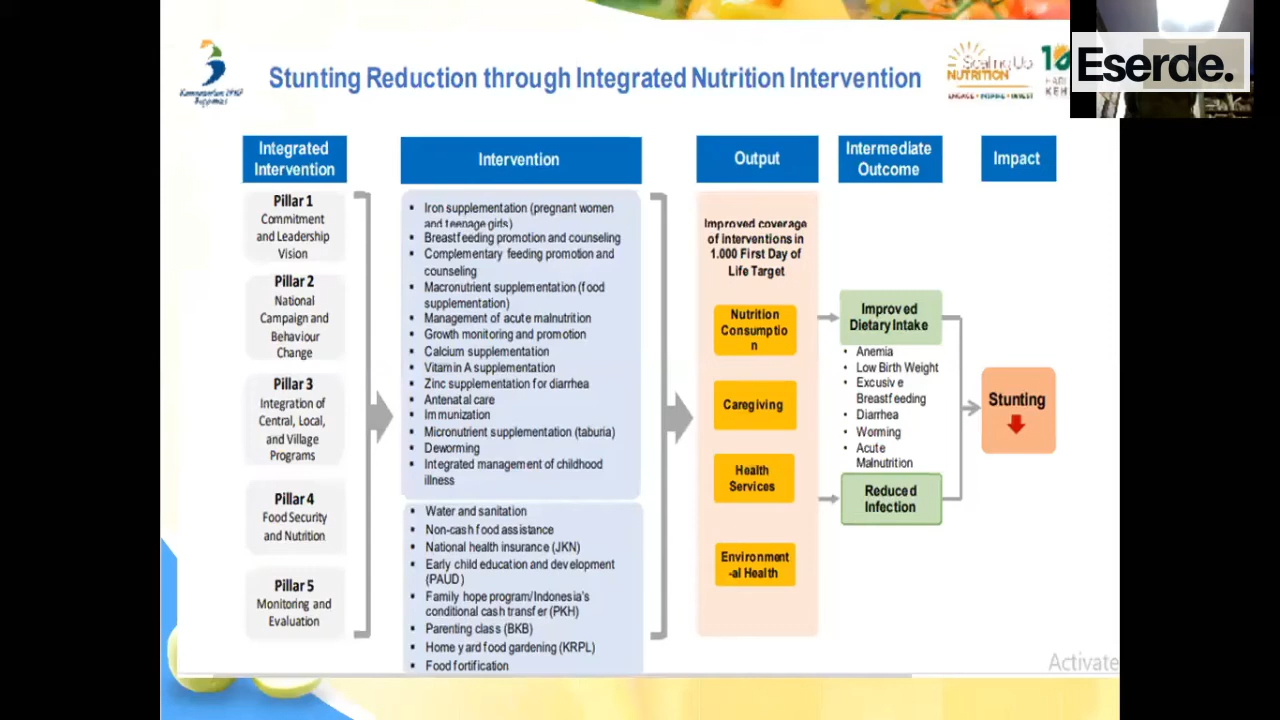 Stunting Reduction through Integrated Nutrition Intervention
Kementerian PPN/
Bappenas
Scaling Up
NUTRITION
ENGAGE • INSPIRE • INVEST
HARI
KEH
Eserde.
Integrated
Intervention
Pillar 1
Commitment
and Leadership
Vision
Pillar 2
National
Campaign and
Behaviour
Change
Pillar 3
Integration of
Central, Local,
and Village
Programs
Pillar 4
Food Security
and Nutrition
Pillar 5
Monitoring and
Evaluation
Intervention
▪ Iron supplementation (pregnant women
and teenage girls)
▪ Breastfeeding promotion and counseling
▪ Complementary feeding promotion and
counseling
▪ Macronutrient supplementation (food
supplementation)
▪ Management of acute malnutrition
▪ Growth monitoring and promotion
▪ Calcium supplementation
▪ Vitamin A supplementation
▪ Zinc supplementation for diarrhea
▪ Antenatal care
▪ Immunization
▪ Micronutrient supplementation (taburia)
▪ Deworming
▪ Integrated management of childhood
illness
▪ Water and sanitation
▪ Non-cash food assistance
▪ National health insurance (JKN)
▪ Early child education and development
(PAUD)
▪ Family hope program/Indonesia's
conditional cash transfer (PKH)
▪ Parenting class (BKB)
▪ Home yard food gardening (KRPL)
▪ Food fortification
Output
Improved coverage
of interventions in
1.000 First Day of
Life Target
Nutrition
Consumptio
n
Caregiving
Health
Services
Environment
-al Health
Intermediate
Outcome
Improved
Dietary Intake
• Anemia
• Low Birth Weight
• Excusive
Breastfeeding
• Diarrhea
• Worming
• Acute
Malnutrition
Reduced
Infection
Impact
Stunting
Activate